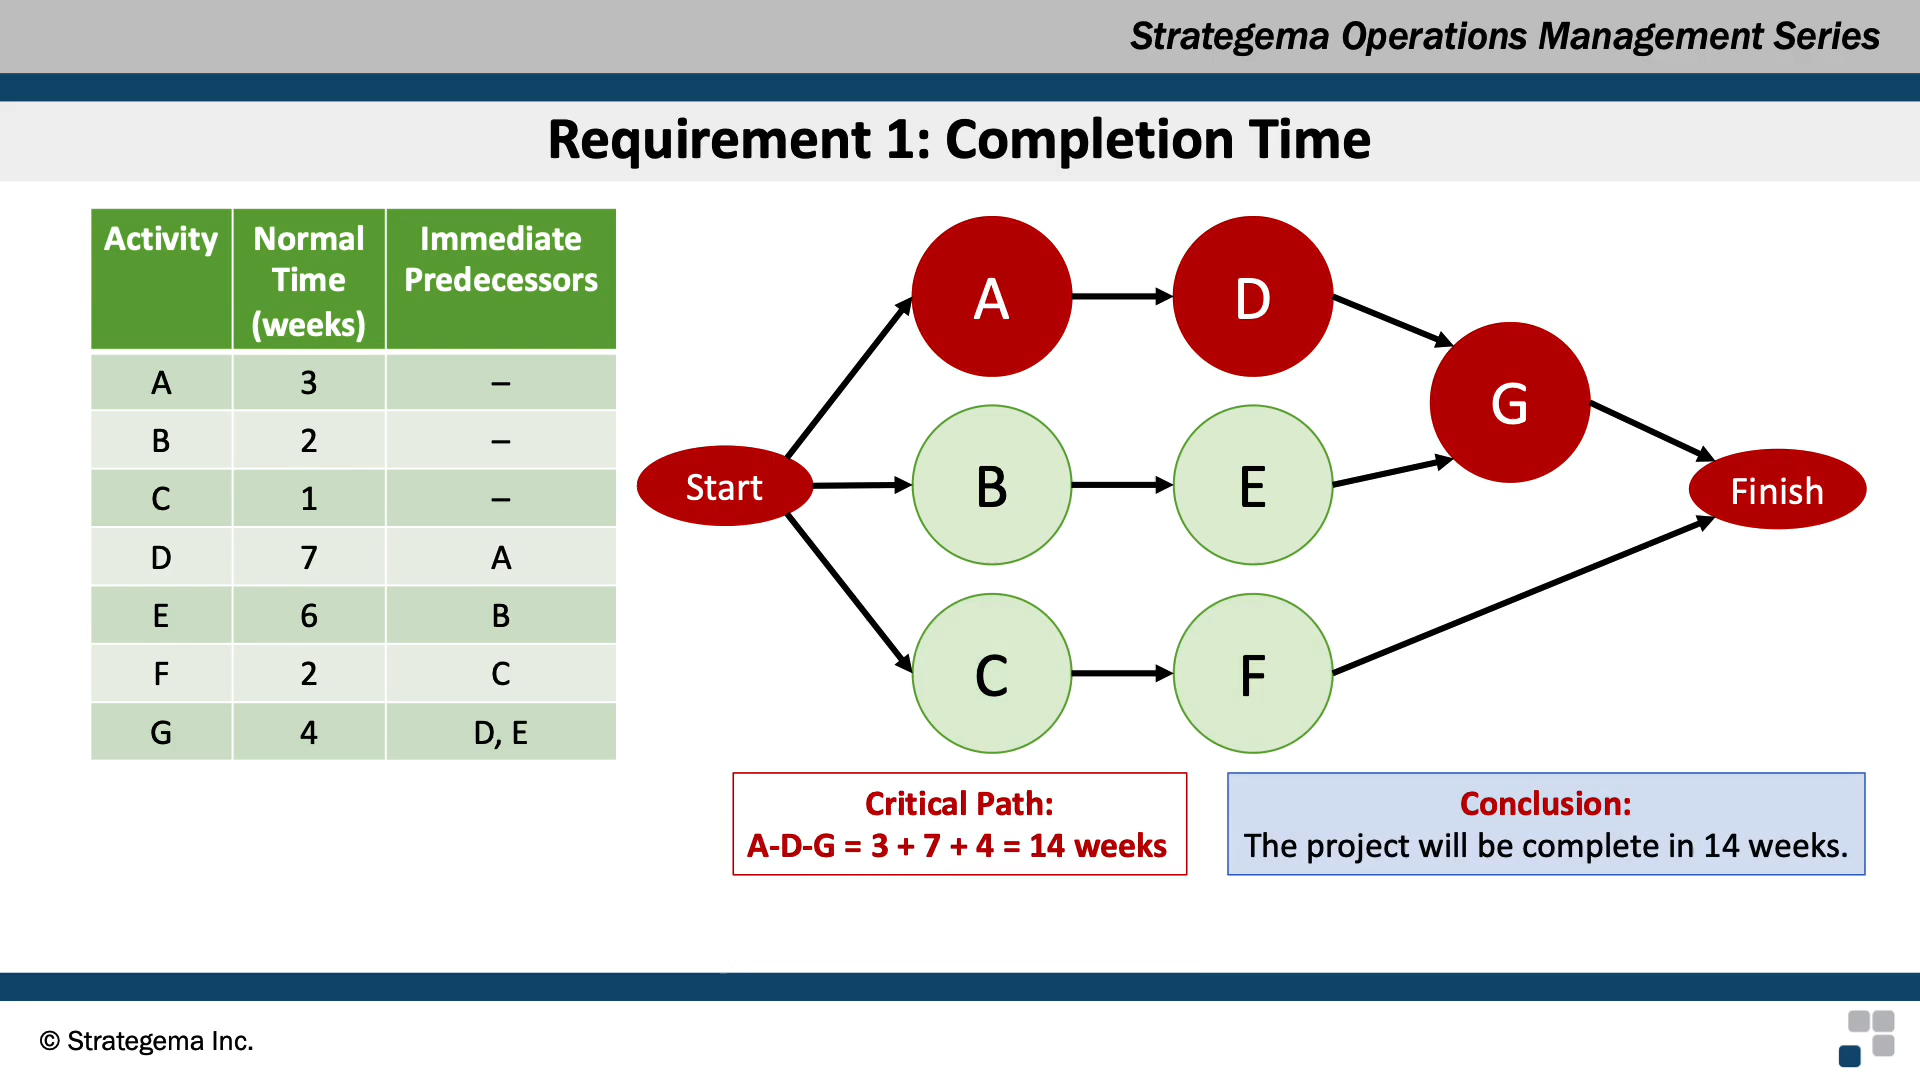 Strategema Operations Management Series
Requirement 1: Completion Time
Activity Normal Time (weeks) Immediate Predecessors
A 3 –
B 2 –
C 1 –
D 7 A
E 6 B
F 2 C
G 4 D, E
Start
A
D
B
E
C
F
G
Finish
Critical Path:
A-D-G = 3 + 7 + 4 = 14 weeks
Conclusion:
The project will be complete in 14 weeks.
© Strategema Inc.